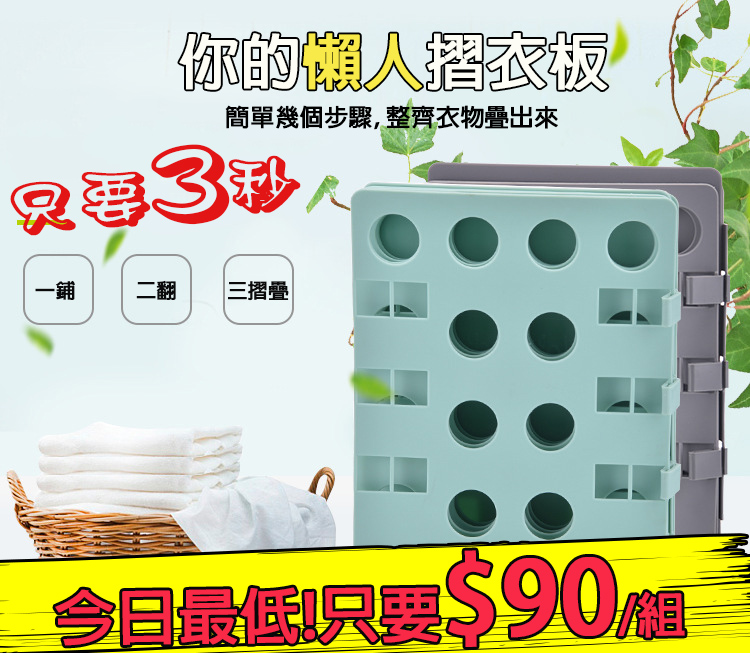 你的懶人摺衣板
簡單幾個步驟,整齊衣物疊出來
只要3秒
一鋪 二翻 三摺疊
今日最低!只要$90/組